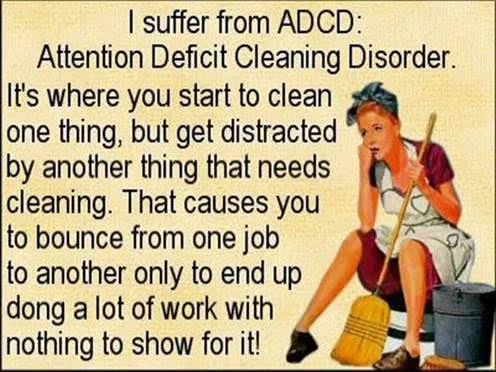 I suffer from ADCD:
Attention Deficit Cleaning Disorder.
It's where you start to clean
one thing, but get distracted
by another thing that needs
cleaning. That causes you
to bounce from one job
to another only to end up
dong a lot of work with
nothing to show for it!